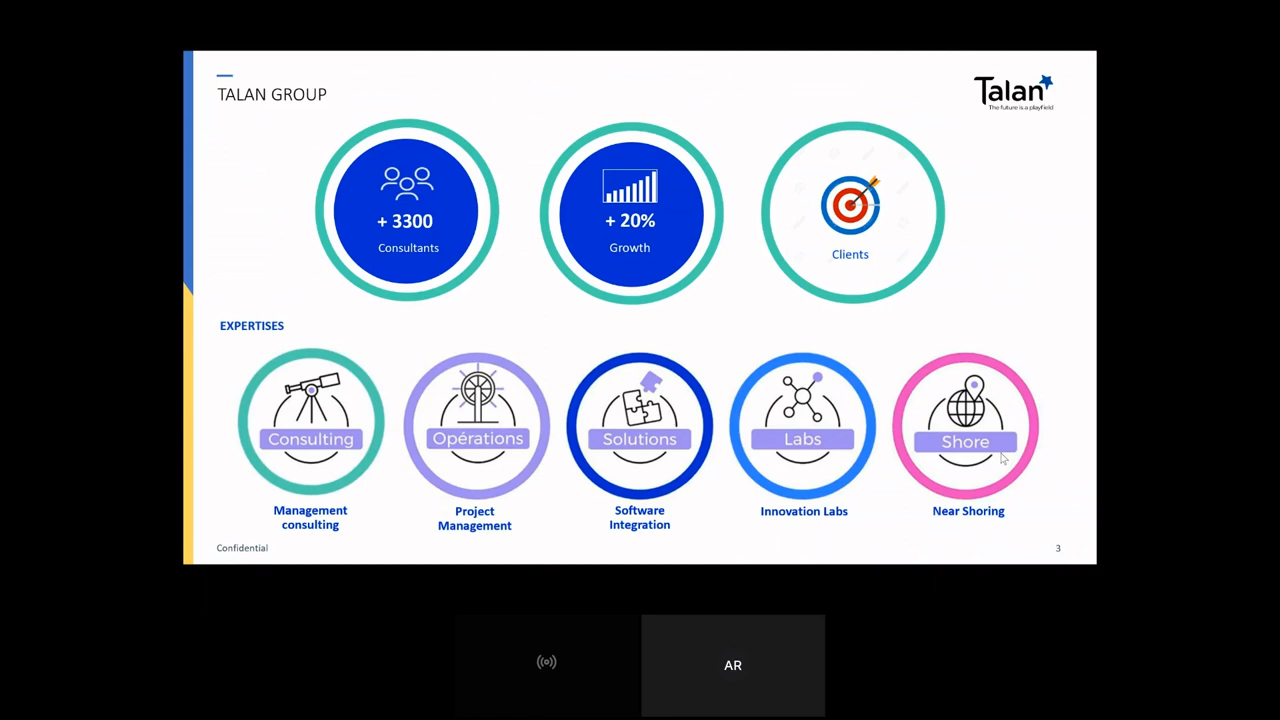 TALAN GROUP
Talan
The future is a playfield
+ 3300
Consultants
+ 20%
Growth
Clients
EXPERTISES
Consulting
Opérations
Solutions
Labs
Shore
Management
consulting
Project
Management
Software
Integration
Innovation Labs
Near Shoring
Confidential
3
AR